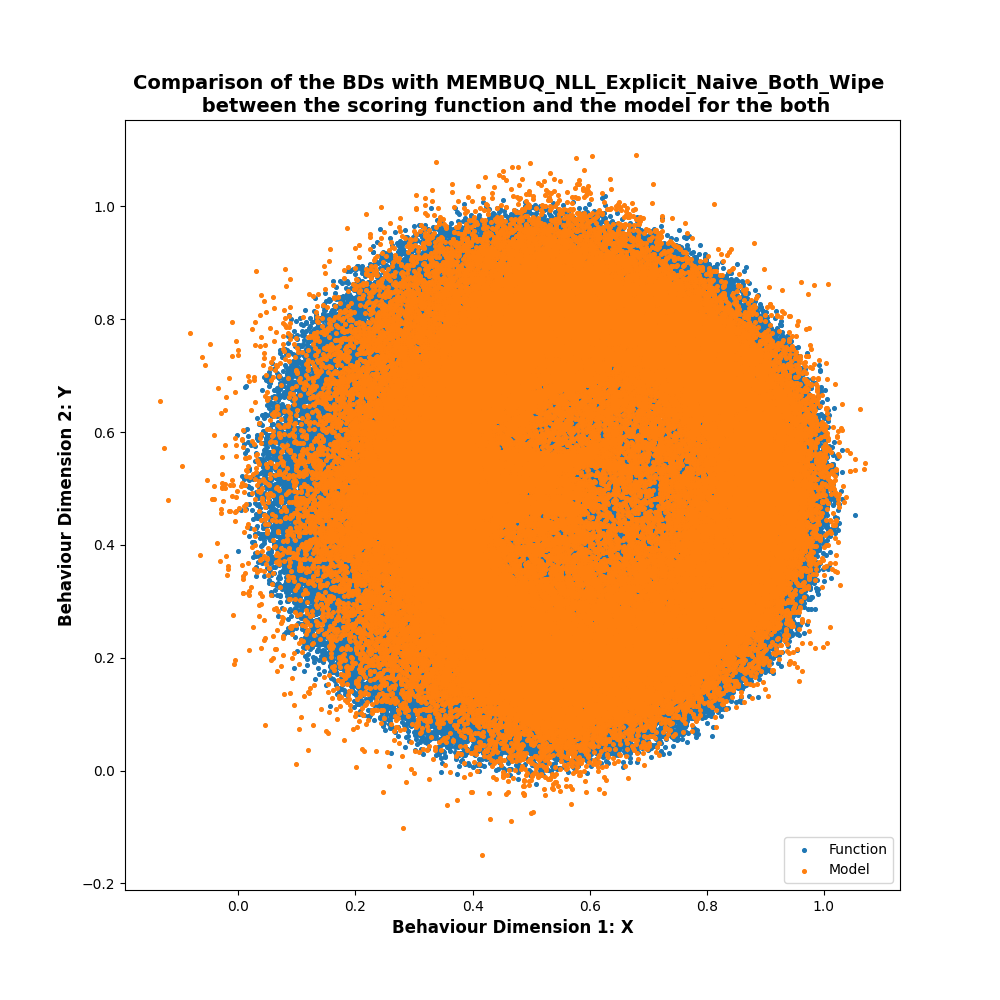 Comparison of the BDs with MEMBUQ_NLL_Explicit_Naive_Both_Wipe
between the scoring function and the model for the both
1.0
0.8
0.6
0.4
0.2
0.0
−0.2
Behaviour Dimension 2: Y
0.0 0.2 0.4 0.6 0.8 1.0
Behaviour Dimension 1: X
Function
Model